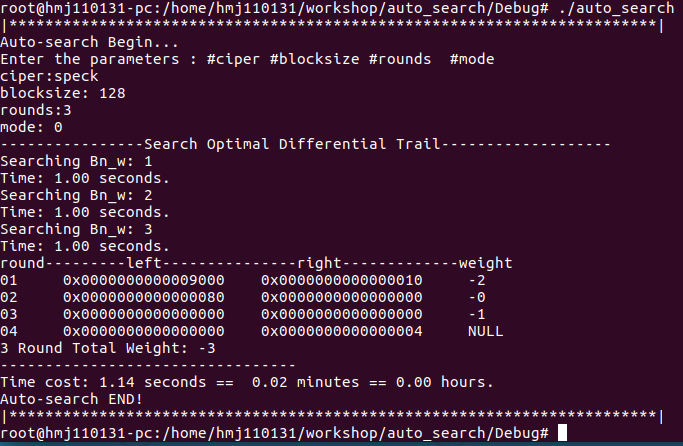 root@hmj110131-pc:/home/hmj110131/workshop/auto_search/Debug# ./auto_search
|************************************************************************|
Auto-search Begin...
Enter the parameters : #ciper #blocksize #rounds  #mode
ciper:speck
blocksize: 128
rounds:3
mode: 0
----------------Search Optimal Differential Trail-------------------
Searching Bn_w: 1
Time: 1.00 seconds.
Searching Bn_w: 2
Time: 1.00 seconds.
Searching Bn_w: 3
Time: 1.00 seconds.
round---------left---------------right-------------weight
01     0x0000000000009000    0x0000000000000010     -2
02     0x0000000000000080    0x0000000000000000     -0
03     0x0000000000000000    0x0000000000000000     -1
04     0x0000000000000000    0x0000000000000004     NULL
3 Round Total Weight: -3
---------------------------------
Time cost: 1.14 seconds ==  0.02 minutes == 0.00 hours.
Auto-search END!
|************************************************************************|
root@hmj110131-pc:/home/hmj110131/workshop/auto_search/Debug#